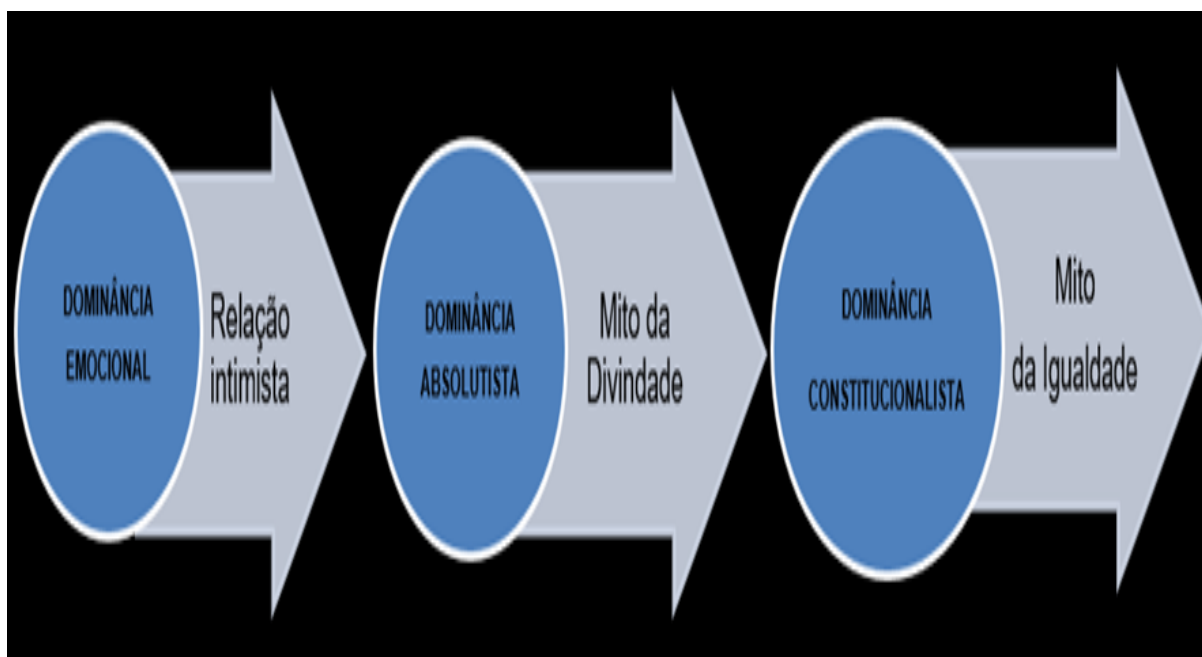 DOMINÂNCIA
EMOCIONAL
Relação
intimista
DOMINÂNCIA
ABSOLUTISTA
Mito da
Divindade
DOMINÂNCIA
CONSTITUCIONALISTA
Mito
da Igualdade